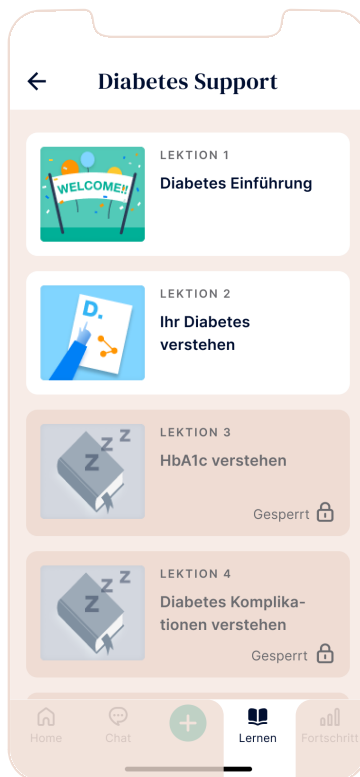 Diabetes Support
WELCOME!!
LEKTION 1
Diabetes Einführung
D.
LEKTION 2
Ihr Diabetes
verstehen
Z Z Z
LEKTION 3
HbA1c verstehen
Gesperrt
Z Z Z
LEKTION 4
Diabetes Komplika-
tionen verstehen
Gesperrt
Home
Chat
Lernen
Fortschritt